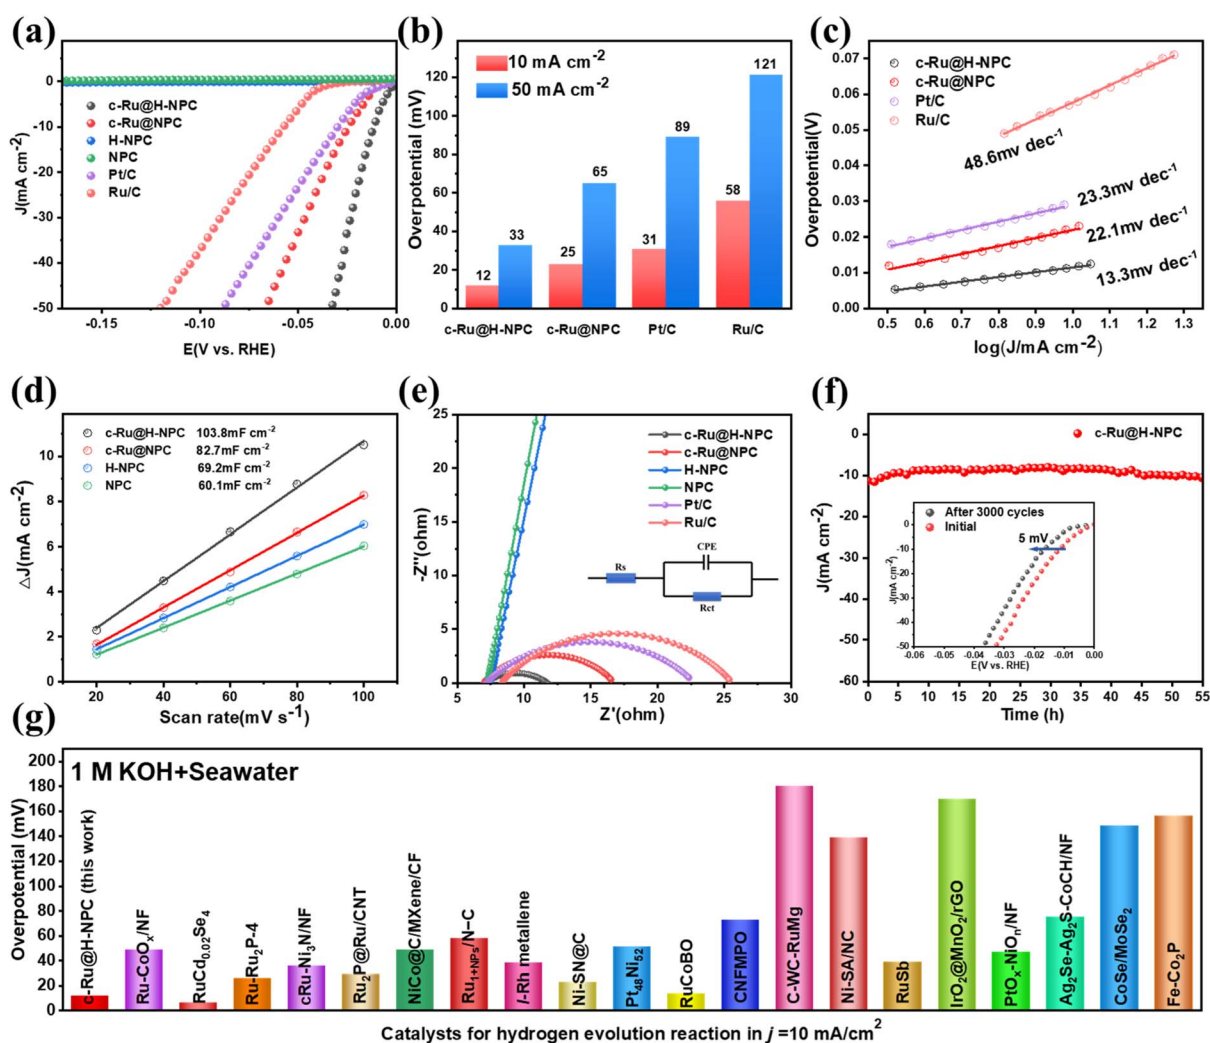 (a)
0
-10
-20
-30
-40
-50
J(mA cm-2)
c-Ru@H-NPC
c-Ru@NPC
H-NPC
NPC
Pt/C
Ru/C
-0.15
-0.10
-0.05
0.00
E(V vs. RHE)
(b)
10 mA cm-2
50 mA cm-2
Overpotential (mv)
0
20
40
60
80
100
120
12
33
25
65
31
89
58
121
c-Ru@H-NPC
c-Ru@NPC
Pt/C
Ru/C
(c)
c-Ru@H-NPC
c-Ru@NPC
Pt/C
Ru/C
Overpotential(V)
0.07
0.06
0.05
0.04
0.03
0.02
0.01
0.00
48.6mv dec-1
23.3mv dec-1
22.1mv dec-1
13.3mv dec-1
0.5 0.6 0.7 0.8 0.9 1.0 1.1 1.2 1.3
log(J/mA cm-2)
(d)
c-Ru@H-NPC 103.8mF cm-2
c-Ru@NPC 82.7mF cm-2
H-NPC 69.2mF cm-2
NPC 60.1mF cm-2
△J(mA cm-2)
12
10
8
6
4
2
0
20 40 60 80 100
Scan rate(mV s-1)
(e)
-Z''(ohm)
25
20
15
10
5
0
c-Ru@H-NPC
c-Ru@NPC
H-NPC
NPC
Pt/C
Ru/C
CPE
Rs
Rct
5 10 15 20 25 30
Z'(ohm)
(f)
c-Ru@H-NPC
J(mA cm-2)
0
-10
-20
-30
-40
-50
-60
After 3000 cycles
Initial
5 mV
J(mA cm-2)
0
-10
-20
-30
-40
-50
-0.06 -0.05 -0.04 -0.03 -0.02 -0.01 0.00
E(V vs. RHE)
0 5 10 15 20 25 30 35 40 45 50 55
Time (h)
(g)
1 M KOH+Seawater
Overpotential (mV)
200
180
160
140
120
100
80
60
40
20
0
c-Ru@H-NPC (this work)
Ru-CoOx/NF
RuCd0.02Se4
Ru-Ru2P-4
cRu-Ni3N/NF
Ru2P@Ru/CNT
NiCo@C/MXene/CF
Ru1+NPs/N–C
l-Rh metallene
Ni-SN@C
Pt48Ni52
RuCoBO
CNFMPO
C-WC-RuMg
Ni-SA/NC
RuSb
IrO2@MnO2/rGO
PtOx-NiOn/NF
Ag2Se-Ag2S-CoCH/NF
CoSe/MoSe2
Fe-Co2P
Catalysts for hydrogen evolution reaction in j =10 mA/cm2